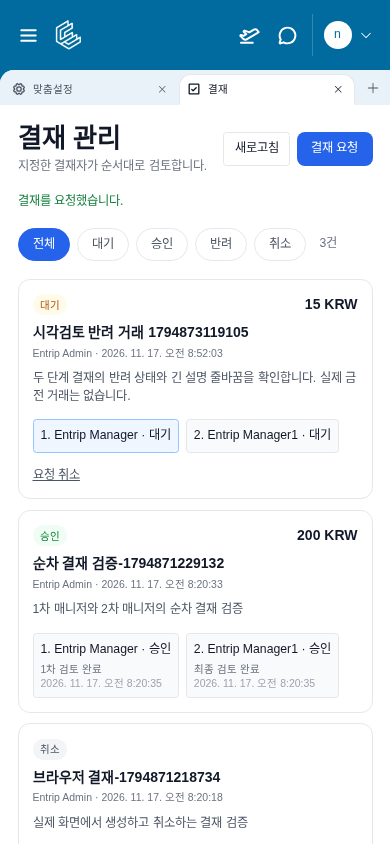 n
맞춤설정
결재
결재 관리
지정한 결재자가 순서대로 검토합니다.
새로고침
결재 요청
결재를 요청했습니다.
전체
대기
승인
반려
취소
3건
대기
15 KRW
시각검토 반려 거래 1794873119105
Entrip Admin · 2026. 11. 17. 오전 8:52:03
두 단계 결재의 반려 상태와 긴 설명 줄바꿈을 확인합니다. 실제 금
전 거래는 없습니다.
1. Entrip Manager · 대기
2. Entrip Manager1 · 대기
요청 취소
승인
200 KRW
순차 결재 검증-1794871229132
Entrip Admin · 2026. 11. 17. 오전 8:20:33
1차 매니저와 2차 매니저의 순차 결재 검증
1. Entrip Manager · 승인
1차 검토 완료
2026. 11. 17. 오전 8:20:35
2. Entrip Manager1 · 승인
최종 검토 완료
2026. 11. 17. 오전 8:20:35
취소
브라우저 결재-1794871218734
Entrip Admin · 2026. 11. 17. 오전 8:20:18
실제 화면에서 생성하고 취소하는 결재 검증